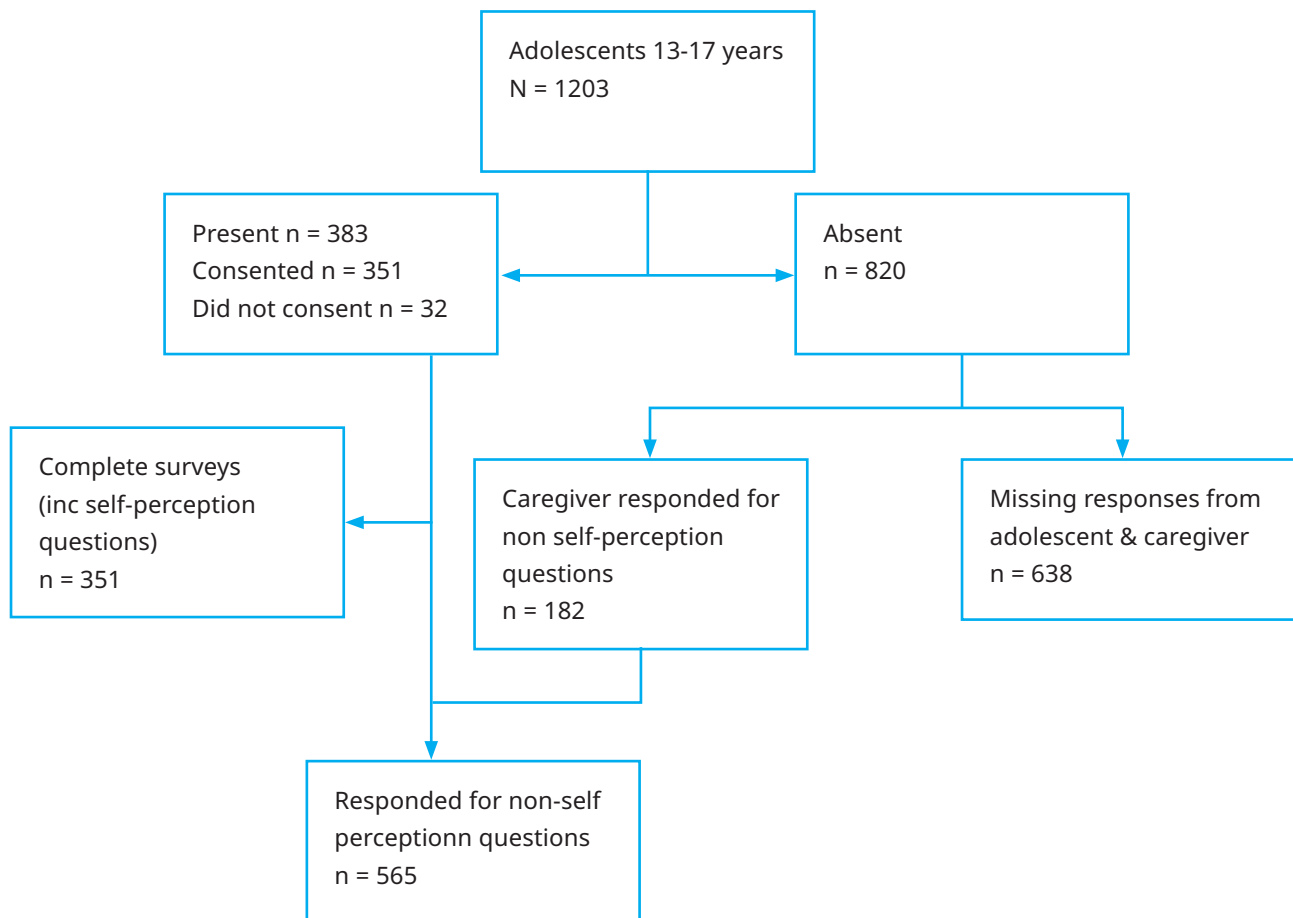 Adolescents 13-17 years
N = 1203
Present n = 383
Consented n = 351
Did not consent n = 32
Absent
n = 820
Complete surveys
(inc self-perception
questions)
n = 351
Caregiver responded for
non self-perception
questions
n = 182
Missing responses from
adolescent & caregiver
n = 638
Responded for non-self
perceptionn questions
n = 565